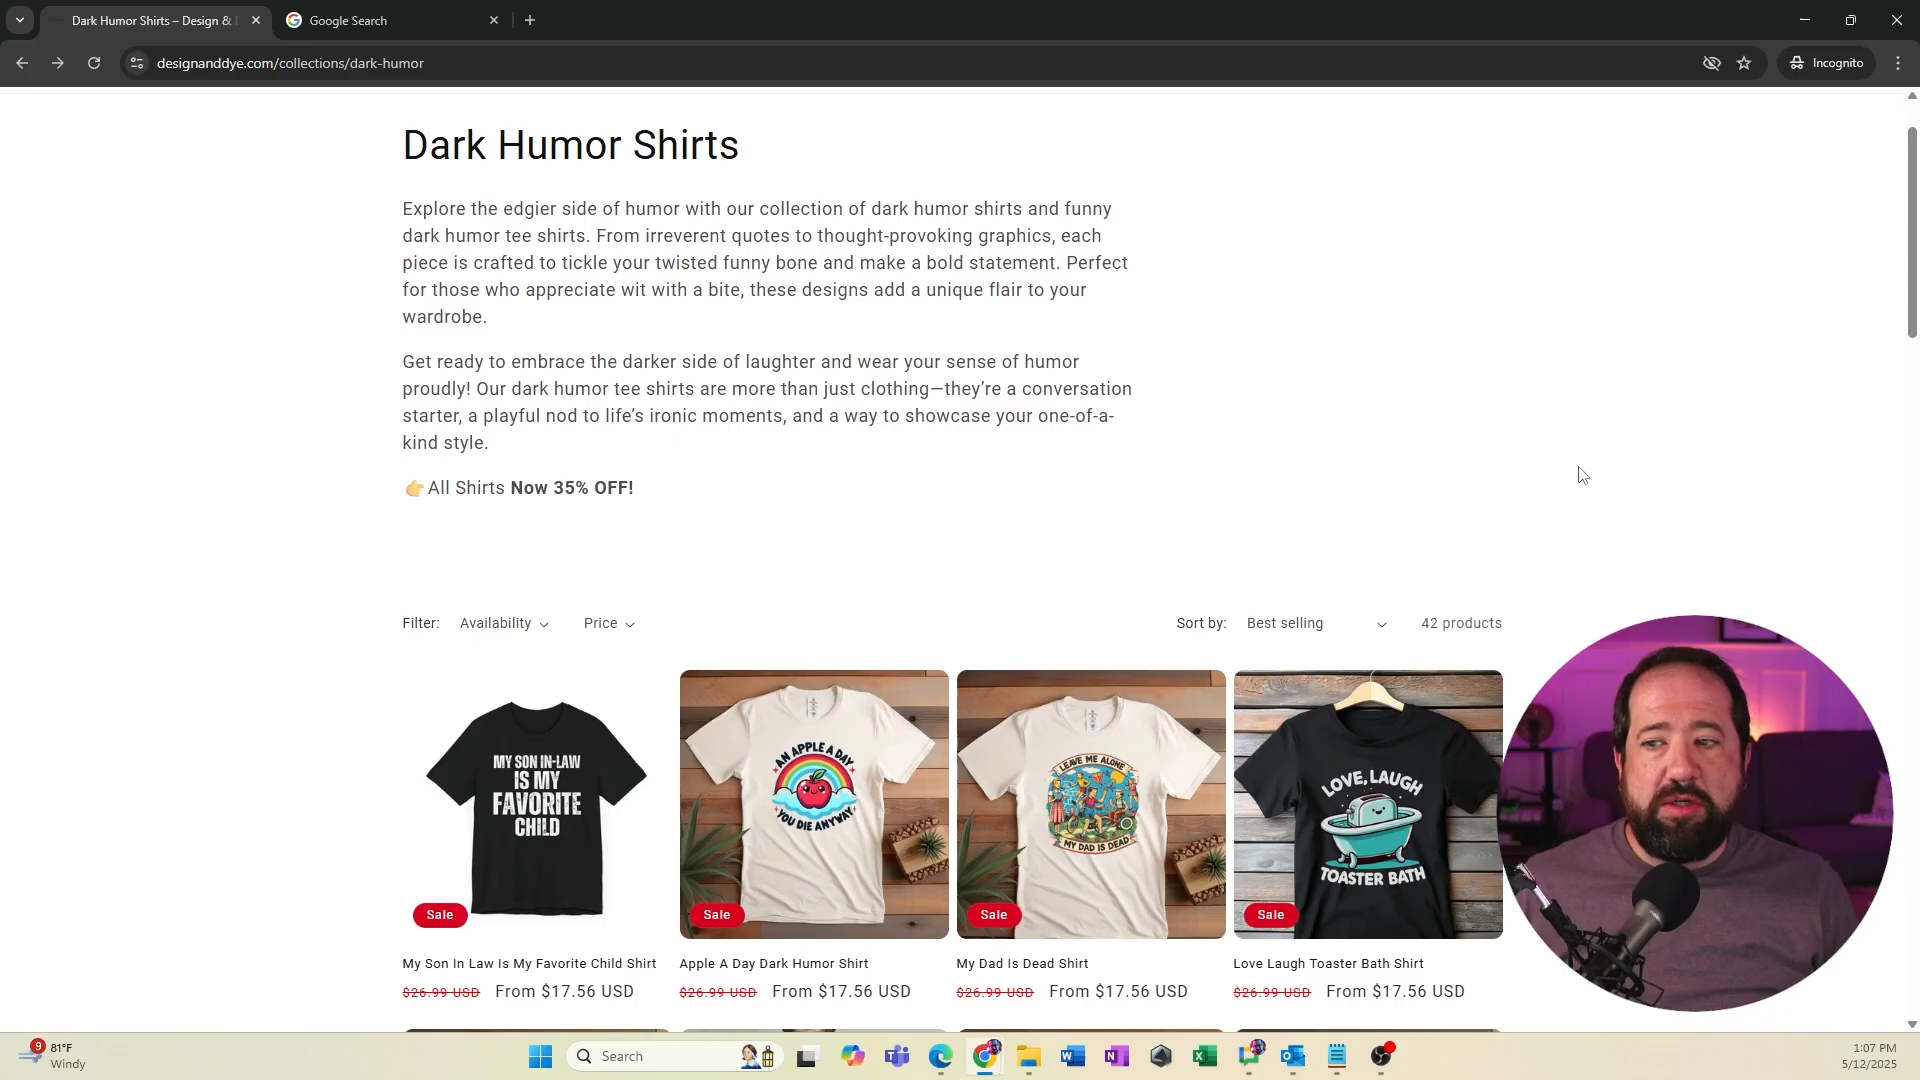 Dark Humor Shirts – Design & D
Google Search
designanddye.com/collections/dark-humor
Incognito
Dark Humor Shirts
Explore the edgier side of humor with our collection of dark humor shirts and funny
dark humor tee shirts. From irreverent quotes to thought-provoking graphics, each
piece is crafted to tickle your twisted funny bone and make a bold statement. Perfect
for those who appreciate wit with a bite, these designs add a unique flair to your
wardrobe.
Get ready to embrace the darker side of laughter and wear your sense of humor
proudly! Our dark humor tee shirts are more than just clothing—they’re a conversation
starter, a playful nod to life’s ironic moments, and a way to showcase your one-of-a-
kind style.
👉All Shirts Now 35% OFF!
Filter: Availability Price
Sort by: Best selling 42 products
MY SON IN-LAW
IS MY
FAVORITE
CHILD
Sale
AN APPLE A DAY
YOU DIE ANYWAY
Sale
LEAVE ME ALONE
MY DAD IS DEAD
Sale
LOVE, LAUGH
TOASTER BATH
Sale
My Son In Law Is My Favorite Child Shirt
$26.99 USD From $17.56 USD
Apple A Day Dark Humor Shirt
$26.99 USD From $17.56 USD
My Dad Is Dead Shirt
$26.99 USD From $17.56 USD
Love Laugh Toaster Bath Shirt
$26.99 USD From $17.56 USD
9
81°F
Windy
Search
1:07 PM
5/12/2025